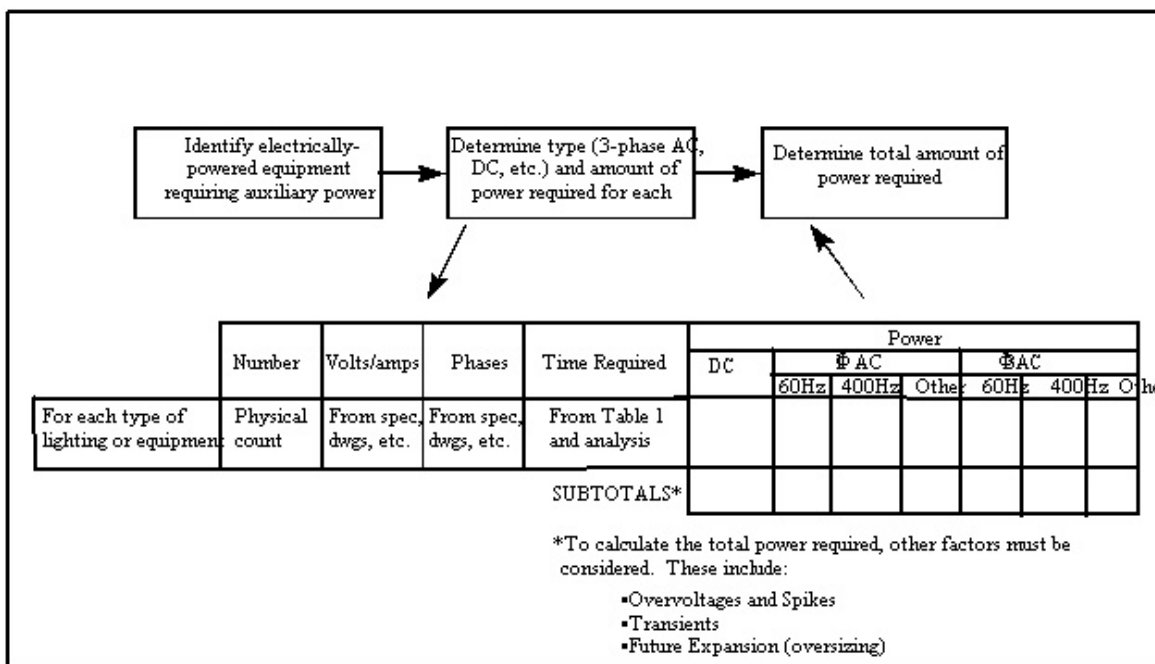 Identify electrically-
powered equipment
requiring auxiliary power
Determine type (3-phase AC,
DC, etc.) and amount of
power required for each
Determine total amount of
power required
Number
Volts/amps
Phases
Time Required
Power
DC
Φ AC
Φ3AC
60Hz
400Hz
Other
60Hz
400Hz
Othe
For each type of
lighting or equipment
Physical
count
From spec,
dwgs, etc.
From spec,
dwgs, etc.
From Table 1
and analysis
SUBTOTALS*
*To calculate the total power required, other factors must be
considered. These include:
▪Overvoltages and Spikes
▪Transients
▪Future Expansion (oversizing)